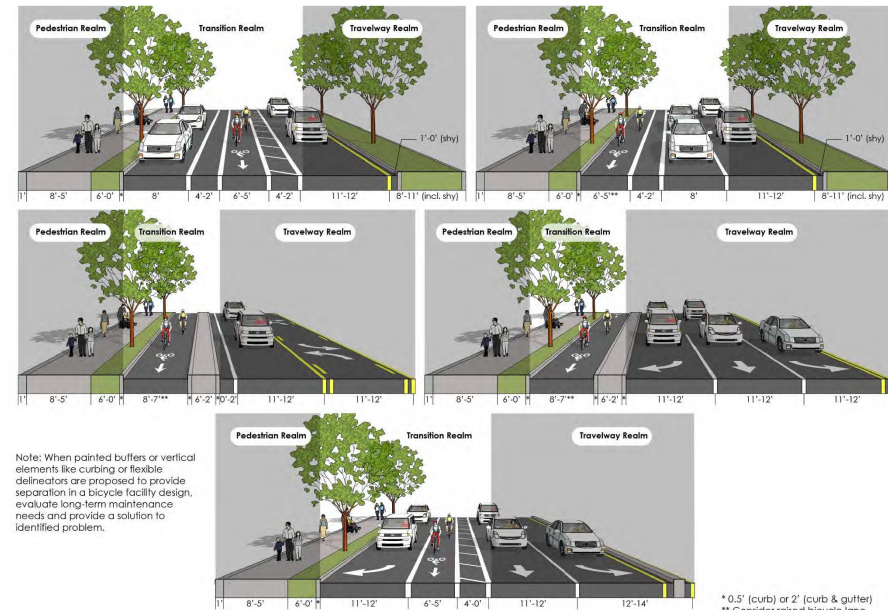 Pedestrian Realm Transition Realm Travelway Realm
1'-0' (shy)
1' 8'-5' 6'-0' * 8' 4'-2' 6'-5' 4'-2' 11'-12' 8'-11' (incl. shy)
Pedestrian Realm Transition Realm Travelway Realm
1'-0' (shy)
1' 8'-5' 6'-0' * 6'-5'** 4'-2' 8' 11'-12' 8'-11' (incl. shy)
Pedestrian Realm Transition Realm Travelway Realm
1' 8'-5' 6'-0' * 8'-7'** * 6'-2' *0'-2' 11'-12' 11'-12'
Pedestrian Realm Transition Realm Travelway Realm
1' 8'-5' 6'-0' * 8'-7'** * 6'-2' * 11'-12' 11'-12' 11'-12'
Note: When painted buffers or vertical
elements like curbing or flexible
delineators are proposed to provide
separation in a bicycle facility design,
evaluate long-term maintenance
needs and provide a solution to
identified problem.
Pedestrian Realm Transition Realm Travelway Realm
1' 8'-5' 6'-0' * 11'-12' 6'-5' 4'-0' 11'-12' 12'-14'
* 0.5' (curb) or 2' (curb & gutter)
** Consider raised bicycle lane